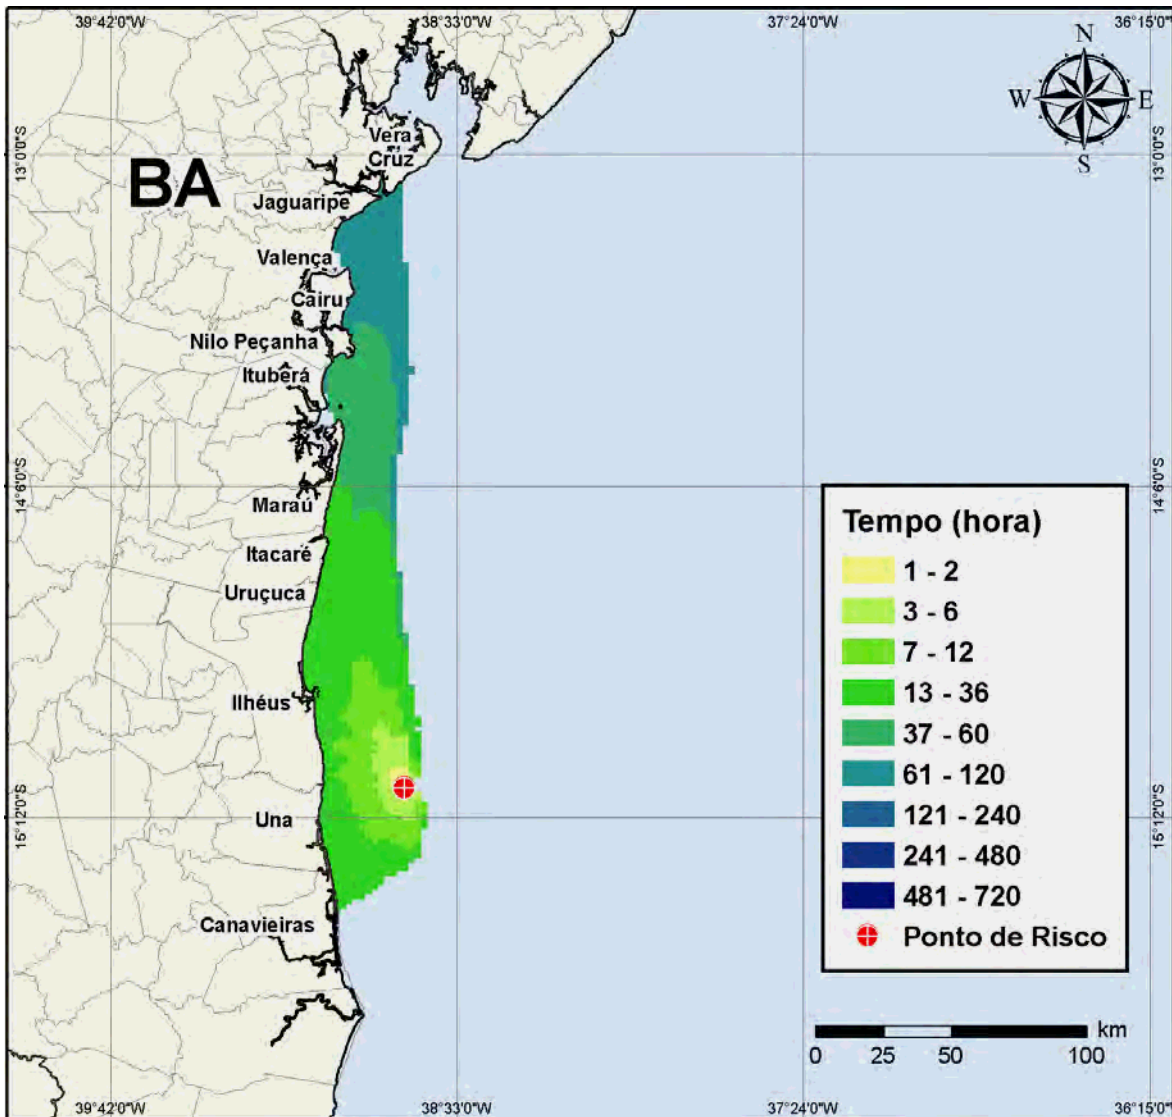 39°42'0"W 38°33'0"W 37°24'0"W 36°15'0"W
N
W E
S
13°0'0"S 13°0'0"S
Vera
Cruz
BA
Jaguaripe
Valença
Cairu
Nilo Peçanha
Ituberá
14°6'0"S 14°6'0"S
Maraú
Itacaré
Uruçuca
Ilhéus
Una
15°12'0"S 15°12'0"S
Canavieiras
Tempo (hora)
1 - 2
3 - 6
7 - 12
13 - 36
37 - 60
61 - 120
121 - 240
241 - 480
481 - 720
Ponto de Risco
km
0 25 50 100
39°42'0"W 38°33'0"W 37°24'0"W 36°15'0"W